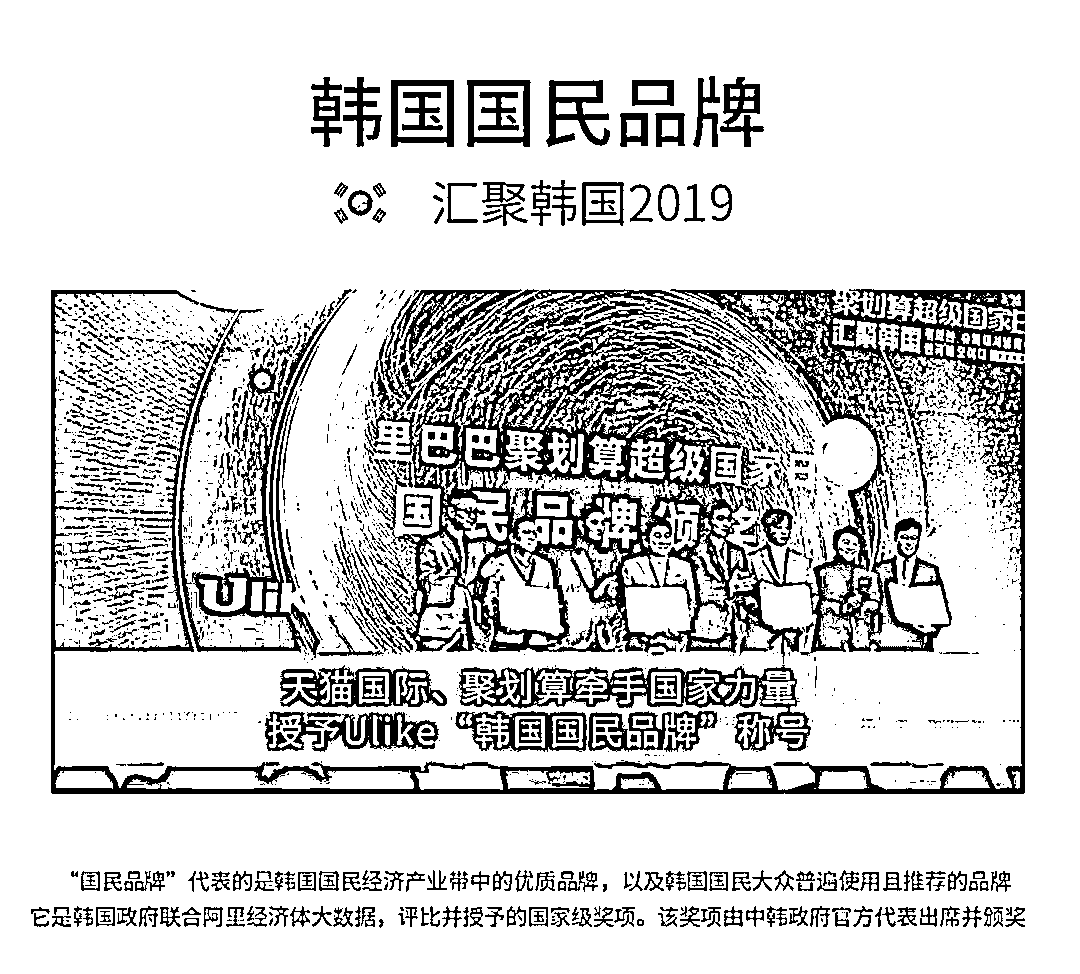 韩国国民品牌
汇聚韩国2019
聚划算超级国家日
汇聚韩国
里巴巴聚划算超级国家
国民品牌颁
Ulik
天猫国际、聚划算牵手国家力量
授予Ulike“韩国国民品牌”称号
“国民品牌”代表的是韩国国民经济产业带中的优质品牌，以及韩国国民大众普遍使用且推荐的品牌
它是韩国政府联合阿里经济体大数据，评比并授予的国家级奖项。该奖项由中韩政府官方代表出席并颁奖